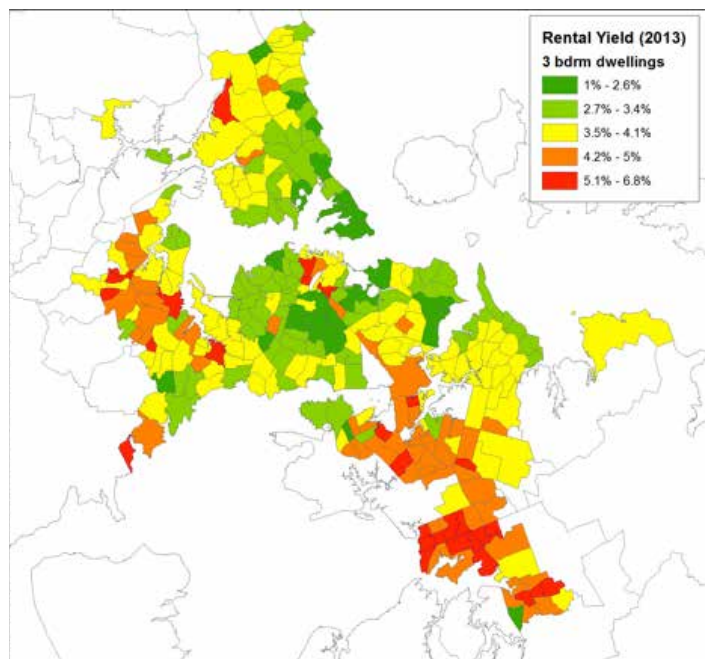 Rental Yield (2013)
3 bdrm dwellings
1% - 2.6%
2.7% - 3.4%
3.5% - 4.1%
4.2% - 5%
5.1% - 6.8%